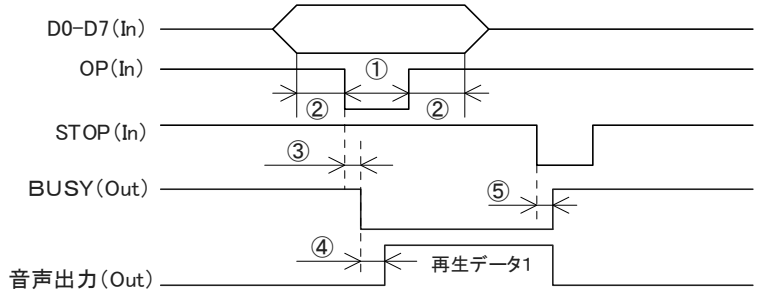 D0-D7(In)
OP(In)
①
②
②
STOP(In)
③
BUSY(Out)
⑤
④
再生データ1
音声出力(Out)